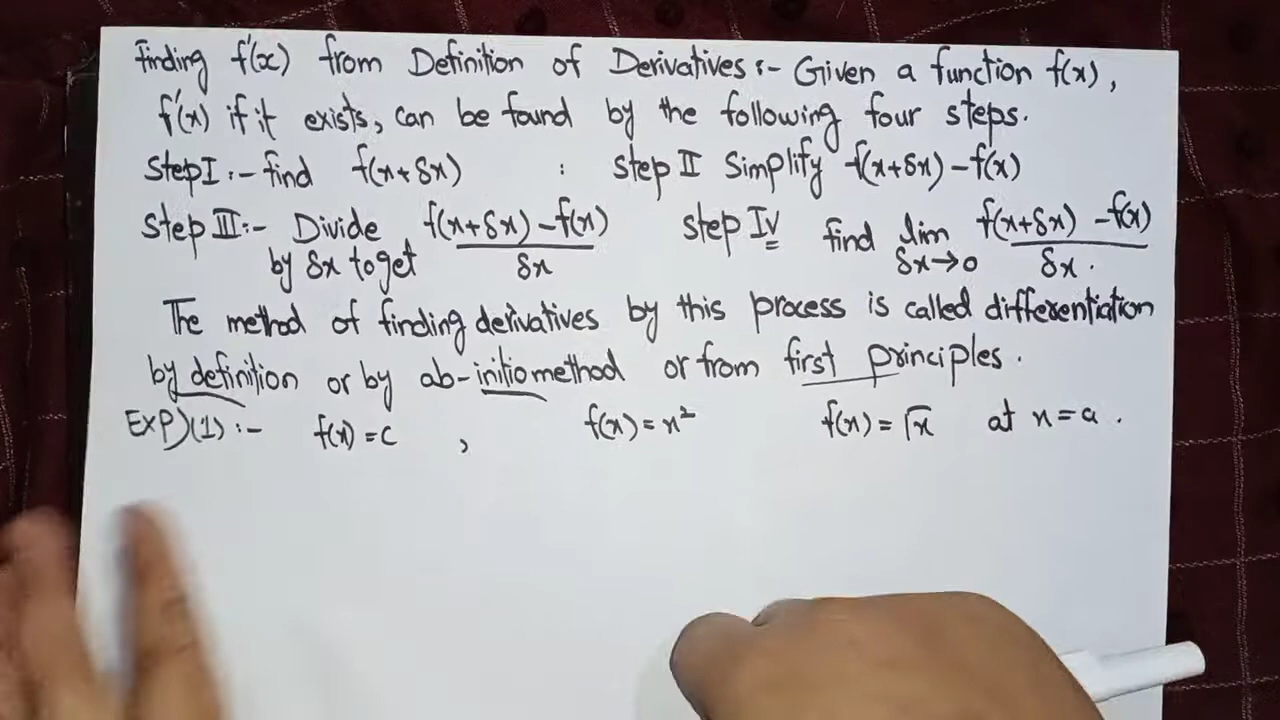 Finding f'(x) from Definition of Derivatives :- Given a function f(x),
f'(x) if it exists, can be found by the following four steps.
Step I :- find f(x+δx) : Step II Simplify f(x+δx) - f(x)
Step III :- Divide f(x+δx) - f(x) by δx to get f(x+δx) - f(x) / δx Step IV find lim δx→0 f(x+δx) - f(x) / δx .
The method of finding derivatives by this process is called differentiation
by definition or by ab-initio method or from first principles .
EXP)(1) :- f(x) = c , f(x) = x² f(x) = √x at x = a .